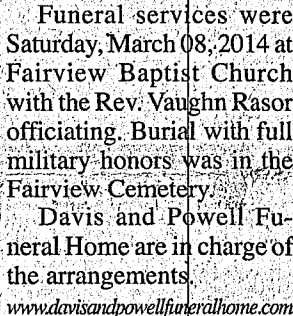 Funeral services were
Saturday, March 08, 2014 at
Fairview Baptist Church
with the Rev. Vaughn Rasor
officiating. Burial with full
military honors was in the
Fairview Cemetery.
Davis and Powell Fu-
neral Home are in charge of
the arrangements.
www.davisandpowellfuneralhome.com